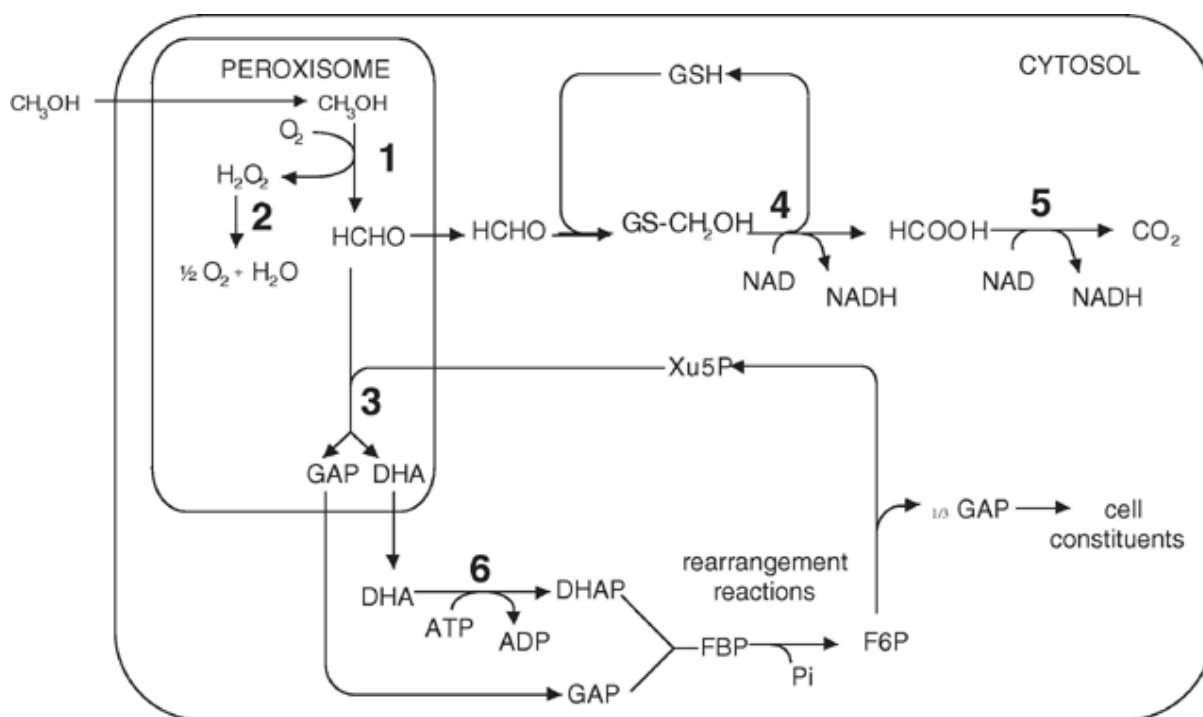 PEROXISOME
CYTOSOL
GSH
CH₃OH
CH₃OH
O₂
1
H₂O₂
2
HCHO
HCHO
GS-CH₂OH
4
HCOOH
5
CO₂
½ O₂ + H₂O
NAD
NADH
NAD
NADH
Xu5P
3
GAP
DHA
1/3 GAP
cell
constituents
rearrangement
reactions
6
DHA
DHAP
ATP
ADP
FBP
F6P
Pi
GAP